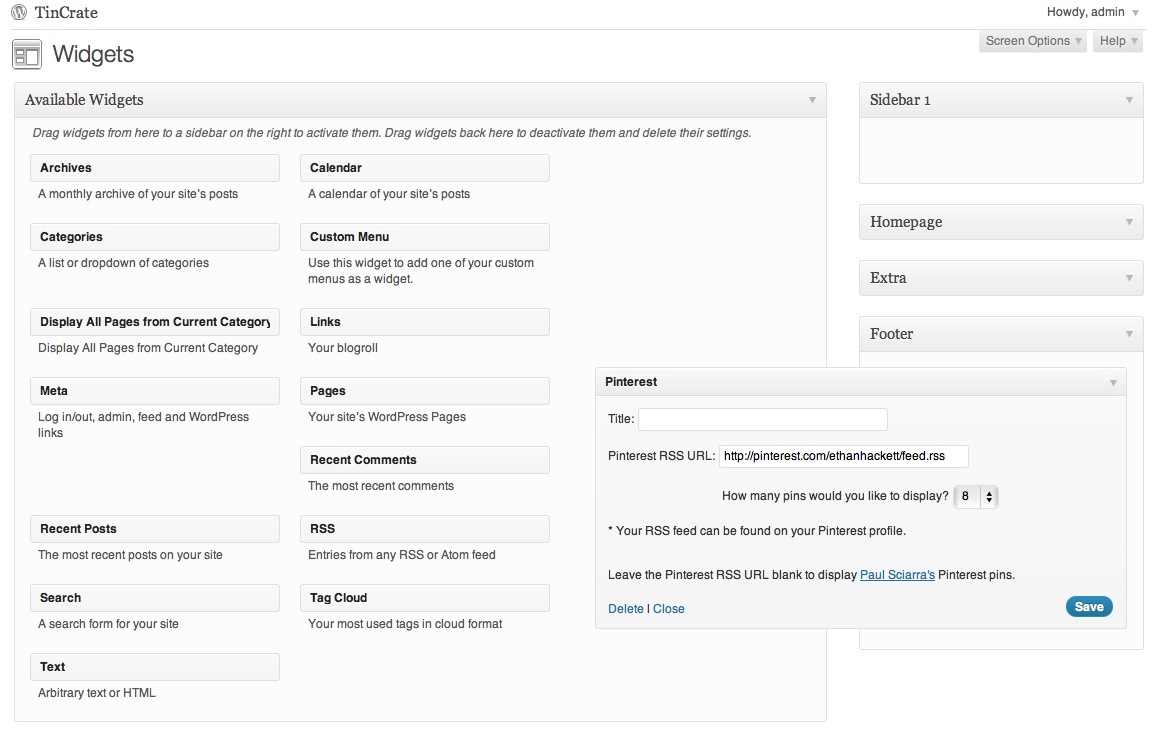 TinCrate
Howdy, admin
Screen Options
Help
Widgets
Available Widgets
Drag widgets from here to a sidebar on the right to activate them. Drag widgets back here to deactivate them and delete their settings.
Archives
A monthly archive of your site's posts
Calendar
A calendar of your site's posts
Categories
A list or dropdown of categories
Custom Menu
Use this widget to add one of your custom
menus as a widget.
Display All Pages from Current Category
Display All Pages from Current Category
Links
Your blogroll
Meta
Log in/out, admin, feed and WordPress
links
Pages
Your site's WordPress Pages
Recent Comments
The most recent comments
Recent Posts
The most recent posts on your site
RSS
Entries from any RSS or Atom feed
Search
A search form for your site
Tag Cloud
Your most used tags in cloud format
Text
Arbitrary text or HTML
Sidebar 1
Homepage
Extra
Footer
Pinterest
Title:
Pinterest RSS URL: http://pinterest.com/ethanhackett/feed.rss
How many pins would you like to display? 8
* Your RSS feed can be found on your Pinterest profile.
Leave the Pinterest RSS URL blank to display Paul Sciarra's Pinterest pins.
Delete | Close
Save